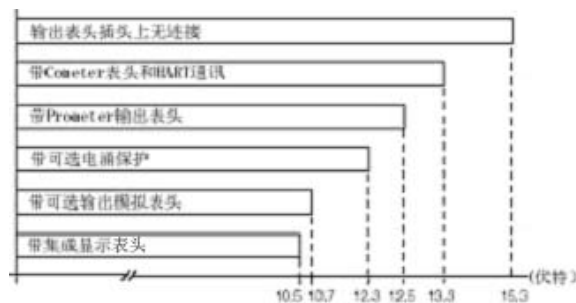 输出表头插头上无连接
带Cometer表头和HART通讯
带Prometer输出表头
带可选电涌保护
带可选输出模拟表头
带集成显示表头
(伏特)
10.5 10.7 12.3 12.5 13.3 15.3